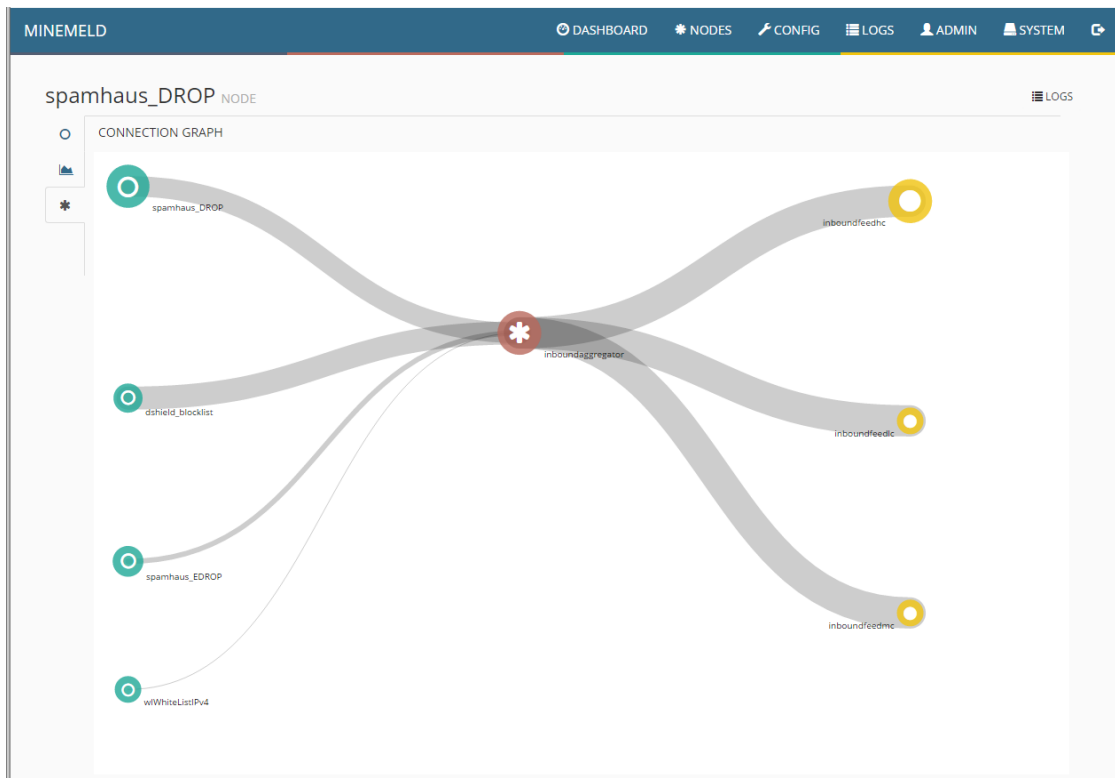 MINEMELD
DASHBOARD NODES CONFIG LOGS ADMIN SYSTEM
spamhaus_DROP NODE
LOGS
CONNECTION GRAPH
spamhaus_DROP
inboundfeedhc
inboundaggregator
dshield_blocklist
inboundfeedlc
spamhaus_EDROP
inboundfeedmc
wlWhiteListIPv4